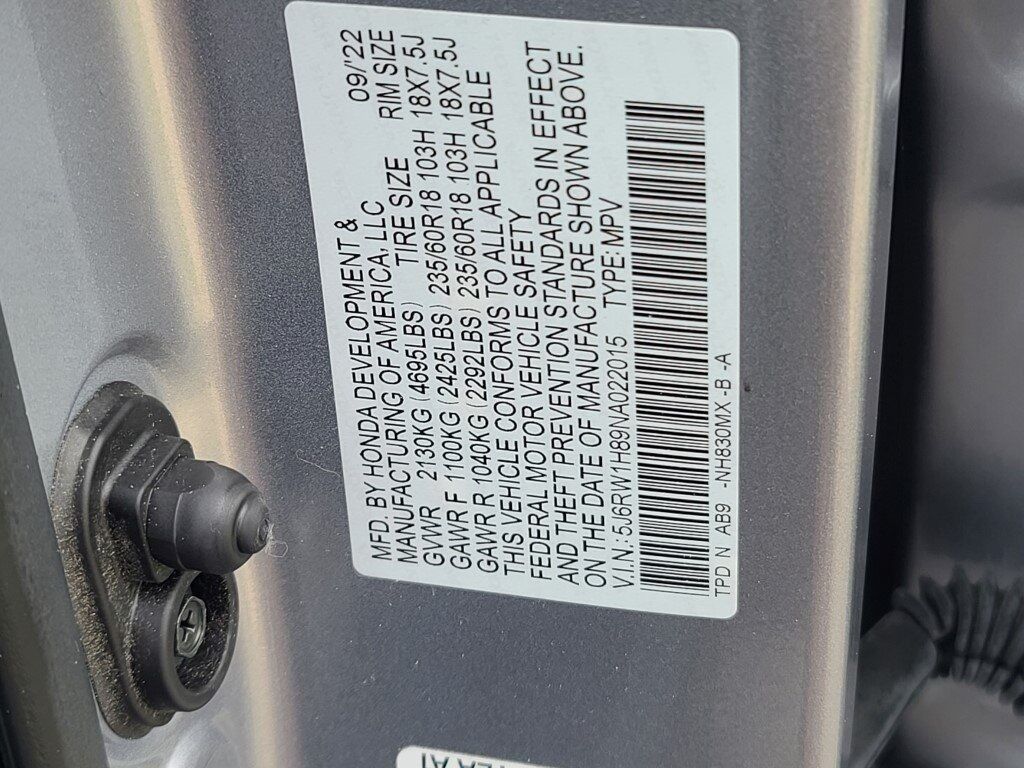 MFD. BY HONDA DEVELOPMENT & 09/'22
MANUFACTURING OF AMERICA, LLC
TIRE SIZE RIM SIZE
GVWR 2130KG (4695LBS)
GAWR F 1100KG (2425LBS) 235/60R18 103H 18X7.5J
GAWR R 1040KG (2292LBS) 235/60R18 103H 18X7.5J
THIS VEHICLE CONFORMS TO ALL APPLICABLE
FEDERAL MOTOR VEHICLE SAFETY
AND THEFT PREVENTION STANDARDS IN EFFECT
ON THE DATE OF MANUFACTURE SHOWN ABOVE.
V.I.N.: 5J6RW1H89NA022015 TYPE: MPV
TPD N AB9 -NH830MX -B -A